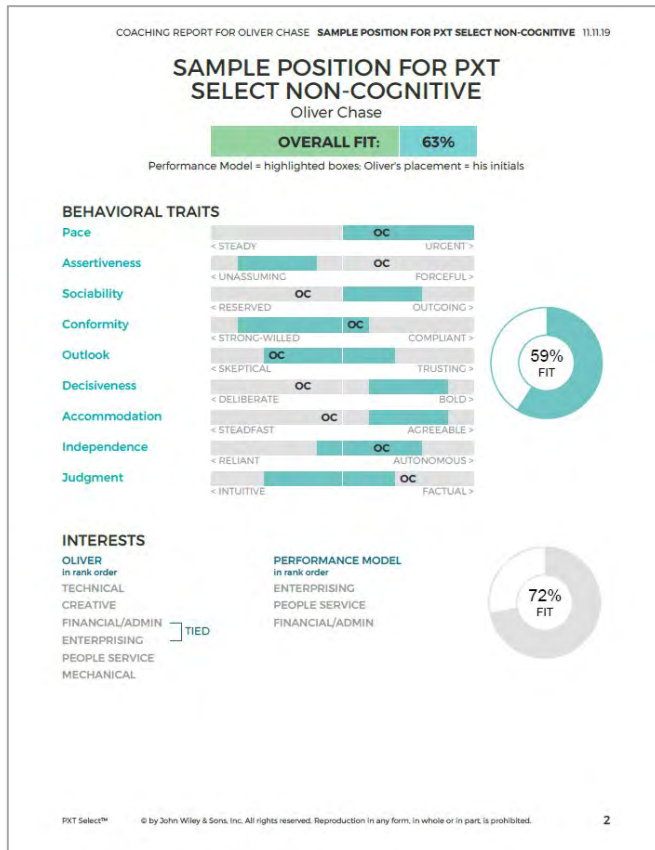 COACHING REPORT FOR OLIVER CHASE SAMPLE POSITION FOR PXT SELECT NON-COGNITIVE 11.11.19
SAMPLE POSITION FOR PXT
SELECT NON-COGNITIVE
Oliver Chase
OVERALL FIT: 63%
Performance Model = highlighted boxes; Oliver's placement = his initials
BEHAVIORAL TRAITS
Pace OC
< STEADY URGENT >
Assertiveness OC
< UNASSUMING FORCEFUL >
Sociability OC
< RESERVED OUTGOING >
Conformity OC
< STRONG-WILLED COMPLIANT >
Outlook OC
< SKEPTICAL TRUSTING >
Decisiveness OC
< DELIBERATE BOLD >
Accommodation OC
< STEADFAST AGREEABLE >
Independence OC
< RELIANT AUTONOMOUS >
Judgment OC
< INTUITIVE FACTUAL >
59%
FIT
INTERESTS
OLIVER
in rank order
TECHNICAL
CREATIVE
FINANCIAL/ADMIN
ENTERPRISING
TIED
PEOPLE SERVICE
MECHANICAL
PERFORMANCE MODEL
in rank order
ENTERPRISING
PEOPLE SERVICE
FINANCIAL/ADMIN
72%
FIT
PXT Select™ © by John Wiley & Sons, Inc. All rights reserved. Reproduction in any form, in whole or in part, is prohibited. 2